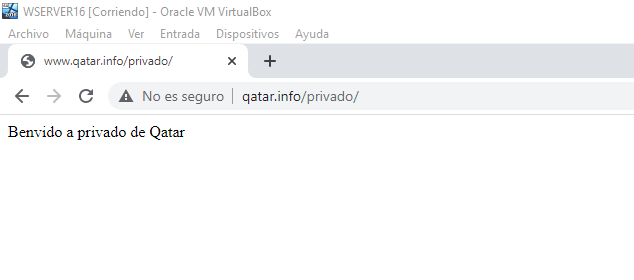 WSERVER16 [Corriendo] - Oracle VM VirtualBox
Archivo Máquina Ver Entrada Dispositivos Ayuda
www.qatar.info/privado/
No es seguro qatar.info/privado/
Benvido a privado de Qatar